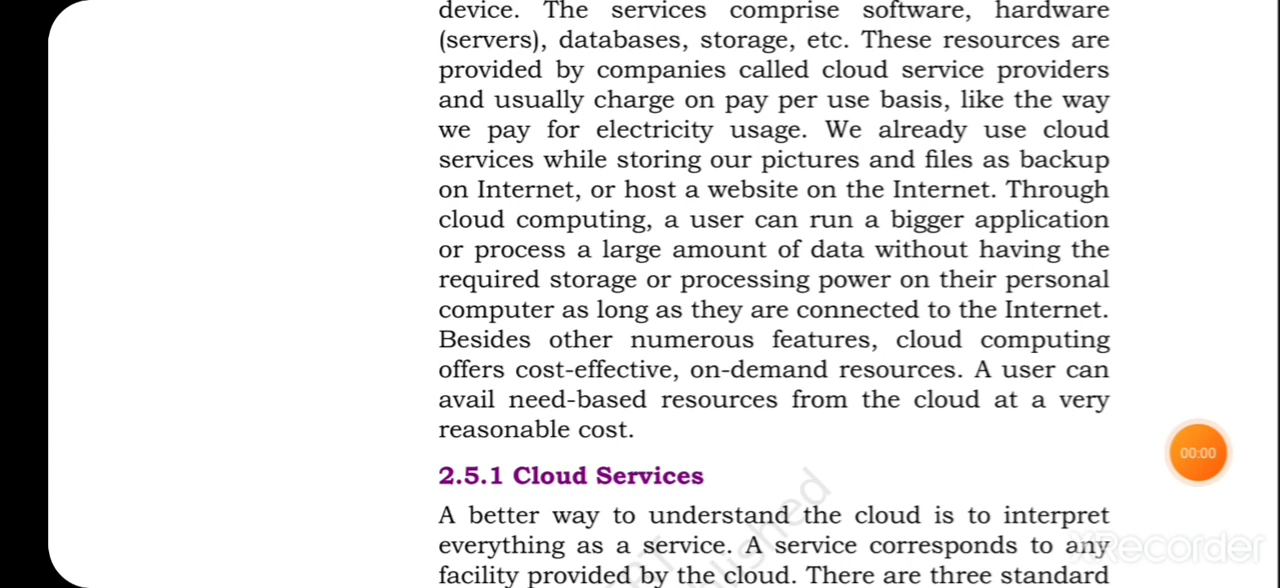 device. The services comprise software, hardware
(servers), databases, storage, etc. These resources are
provided by companies called cloud service providers
and usually charge on pay per use basis, like the way
we pay for electricity usage. We already use cloud
services while storing our pictures and files as backup
on Internet, or host a website on the Internet. Through
cloud computing, a user can run a bigger application
or process a large amount of data without having the
required storage or processing power on their personal
computer as long as they are connected to the Internet.
Besides other numerous features, cloud computing
offers cost-effective, on-demand resources. A user can
avail need-based resources from the cloud at a very
reasonable cost.
00:00
2.5.1 Cloud Services
A better way to understand the cloud is to interpret
everything as a service. A service corresponds to any
facility provided by the cloud. There are three standard
XRecorder